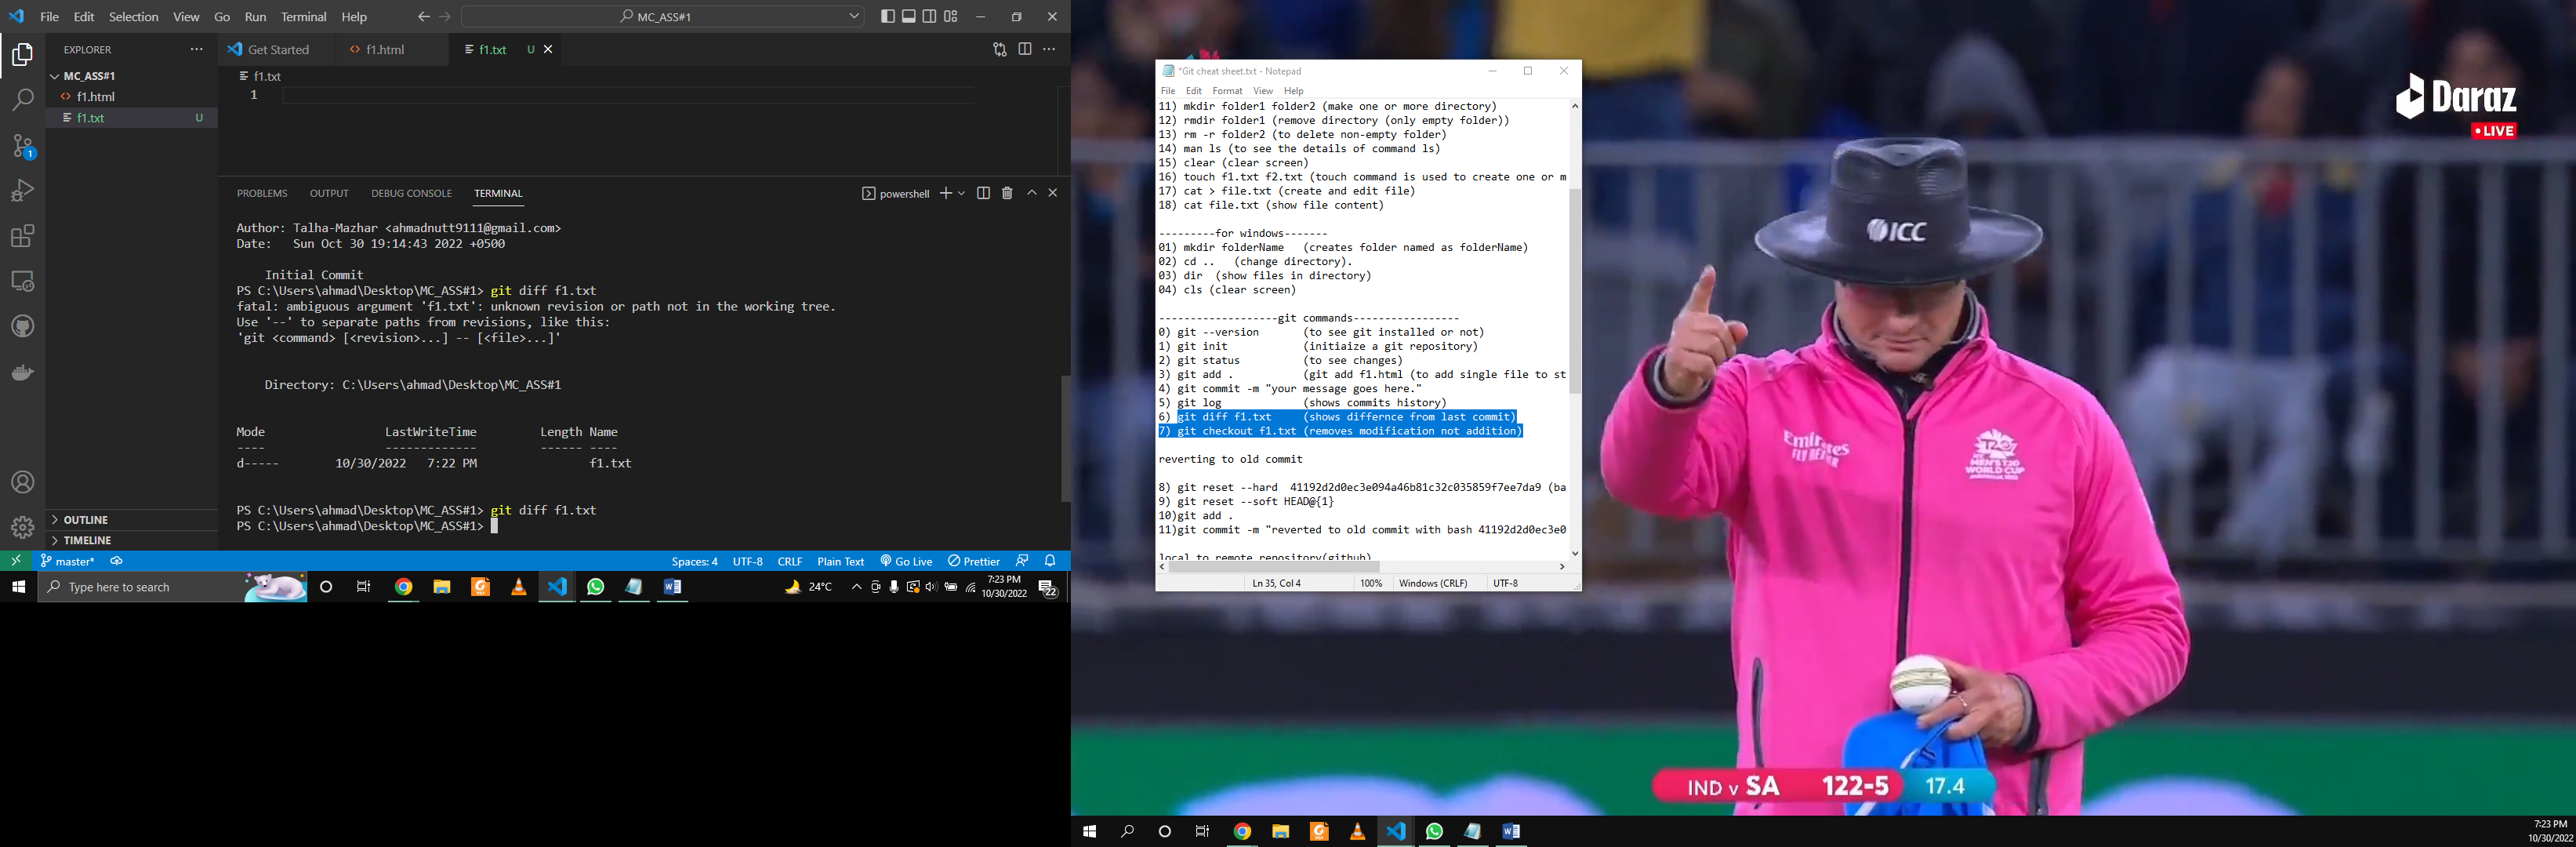 File Edit Selection View Go Run Terminal Help
MC_ASS#1
EXPLORER
MC_ASS#1
f1.html
f1.txt U
1
OUTLINE
TIMELINE
Get Started
f1.html
f1.txt U
f1.txt
1
PROBLEMS OUTPUT DEBUG CONSOLE TERMINAL
powershell
Author: Talha-Mazhar <ahmadnutt9111@gmail.com>
Date: Sun Oct 30 19:14:43 2022 +0500
Initial Commit
PS C:\Users\ahmad\Desktop\MC_ASS#1> git diff f1.txt
fatal: ambiguous argument 'f1.txt': unknown revision or path not in the working tree.
Use '--' to separate paths from revisions, like this:
'git <command> [<revision>...] -- [<file>...]'
Directory: C:\Users\ahmad\Desktop\MC_ASS#1
Mode LastWriteTime Length Name
---- ------------- ------ ----
d----- 10/30/2022 7:22 PM f1.txt
PS C:\Users\ahmad\Desktop\MC_ASS#1> git diff f1.txt
PS C:\Users\ahmad\Desktop\MC_ASS#1>
master* Spaces: 4 UTF-8 CRLF Plain Text Go Live Prettier
Type here to search
24°C
7:23 PM
10/30/2022
22
*Git cheat sheet.txt - Notepad
File Edit Format View Help
11) mkdir folder1 folder2 (make one or more directory)
12) rmdir folder1 (remove directory (only empty folder))
13) rm -r folder2 (to delete non-empty folder)
14) man ls (to see the details of command ls)
15) clear (clear screen)
16) touch f1.txt f2.txt (touch command is used to create one or m
17) cat > file.txt (create and edit file)
18) cat file.txt (show file content)
---------for windows-------
01) mkdir folderName (creates folder named as folderName)
02) cd .. (change directory).
03) dir (show files in directory)
04) cls (clear screen)
------------------git commands----------------
0) git --version (to see git installed or not)
1) git init (initiaize a git repository)
2) git status (to see changes)
3) git add . (git add f1.html (to add single file to st
4) git commit -m "your message goes here."
5) git log (shows commits history)
6) git diff f1.txt (shows differnce from last commit)
7) git checkout f1.txt (removes modification not addition)
reverting to old commit
8) git reset --hard 41192d2d0ec3e094a46b81c32c035859f7ee7da9 (ba
9) git reset --soft HEAD@{1}
10)git add .
11)git commit -m "reverted to old commit with bash 41192d2d0ec3e0
local to remote repository(github)
Ln 35, Col 4 100% Windows (CRLF) UTF-8
Daraz
LIVE
ICC
Emirates
FLY BETTER
MEN'S T20
WORLD CUP
IND v SA 122-5 17.4
7:23 PM
10/30/2022